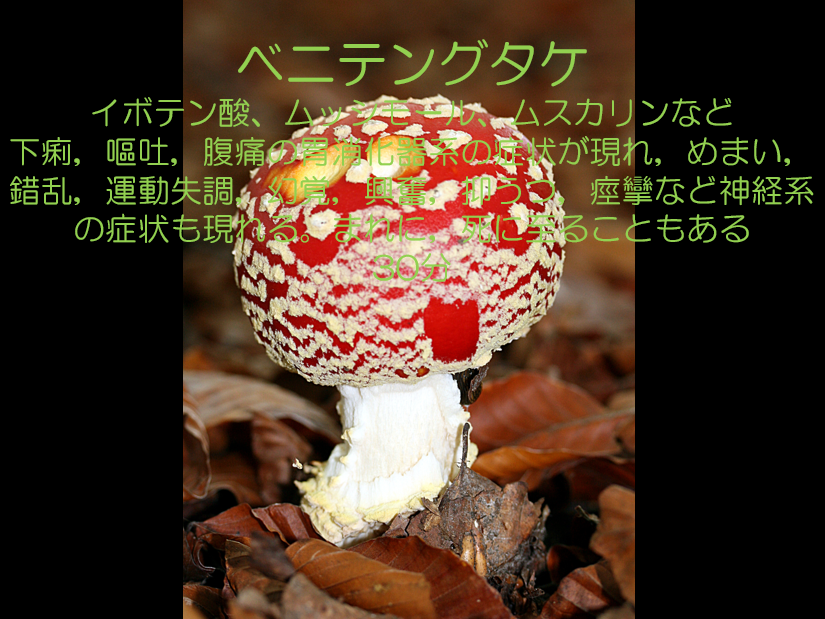 ベニテングタケ
イボテン酸、ムッシモール、ムスカリンなど
下痢，嘔吐，腹痛の胃消化器系の症状が現れ，めまい，
錯乱，運動失調，幻覚，興奮，抑うつ，痙攣など神経系
の症状も現れる。まれに，死に至ることもある
30分